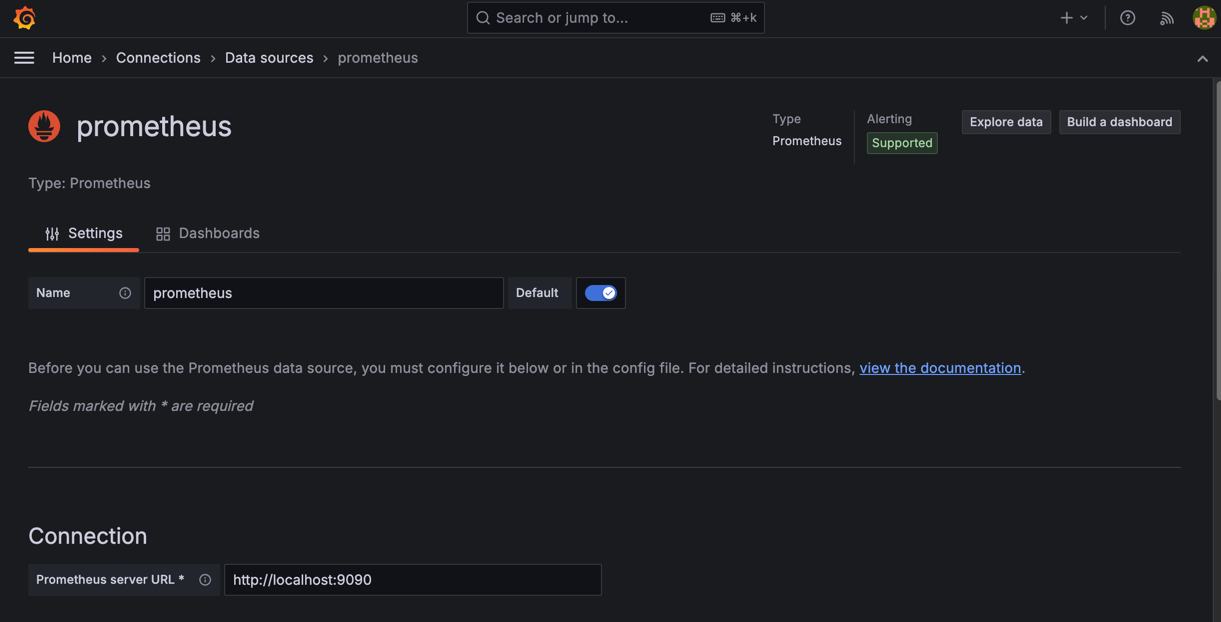 Search or jump to... ⌘+k
Home › Connections › Data sources › prometheus
prometheus
Type
Prometheus
Alerting
Supported
Explore data
Build a dashboard
Type: Prometheus
Settings
Dashboards
Name prometheus Default
Before you can use the Prometheus data source, you must configure it below or in the config file. For detailed instructions, view the documentation.
Fields marked with * are required
Connection
Prometheus server URL * http://localhost:9090